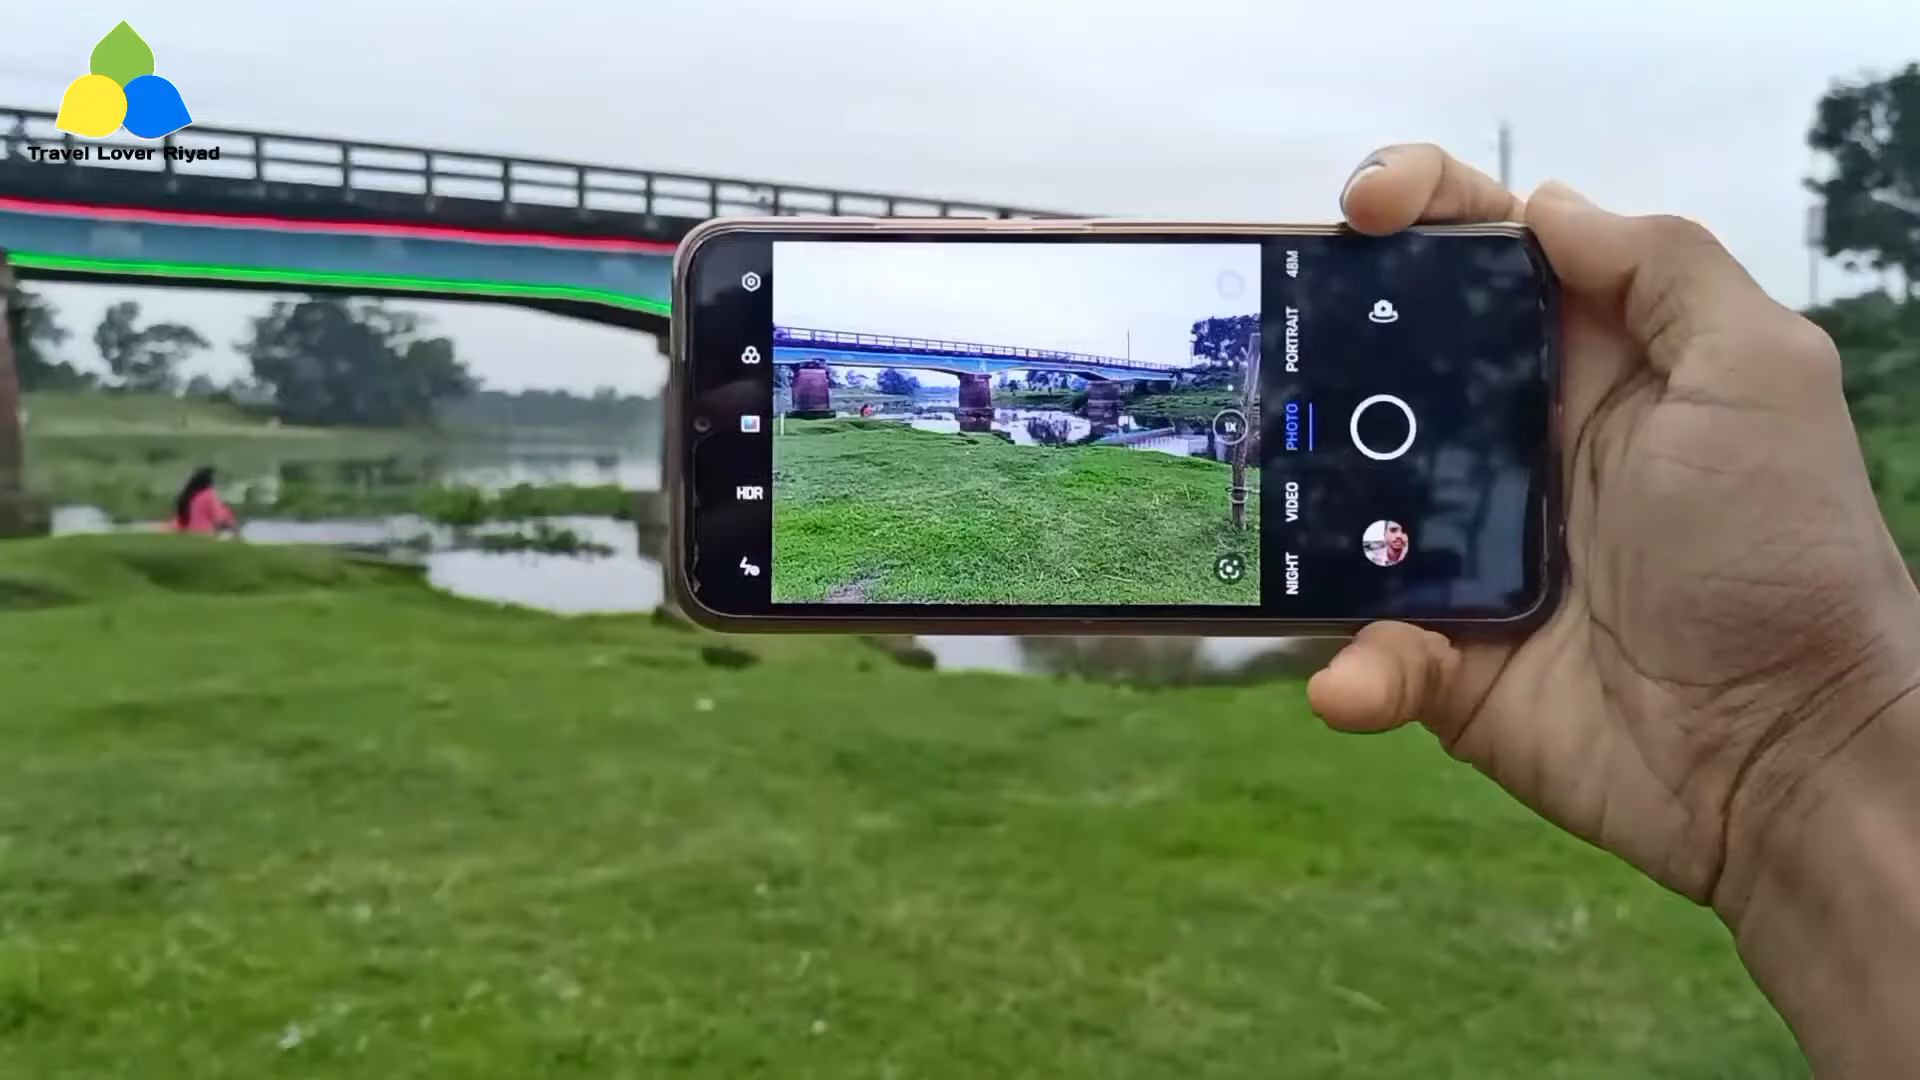 Travel Lover Riyad
48M
PORTRAIT
PHOTO
VIDEO
NIGHT
HDR
1X